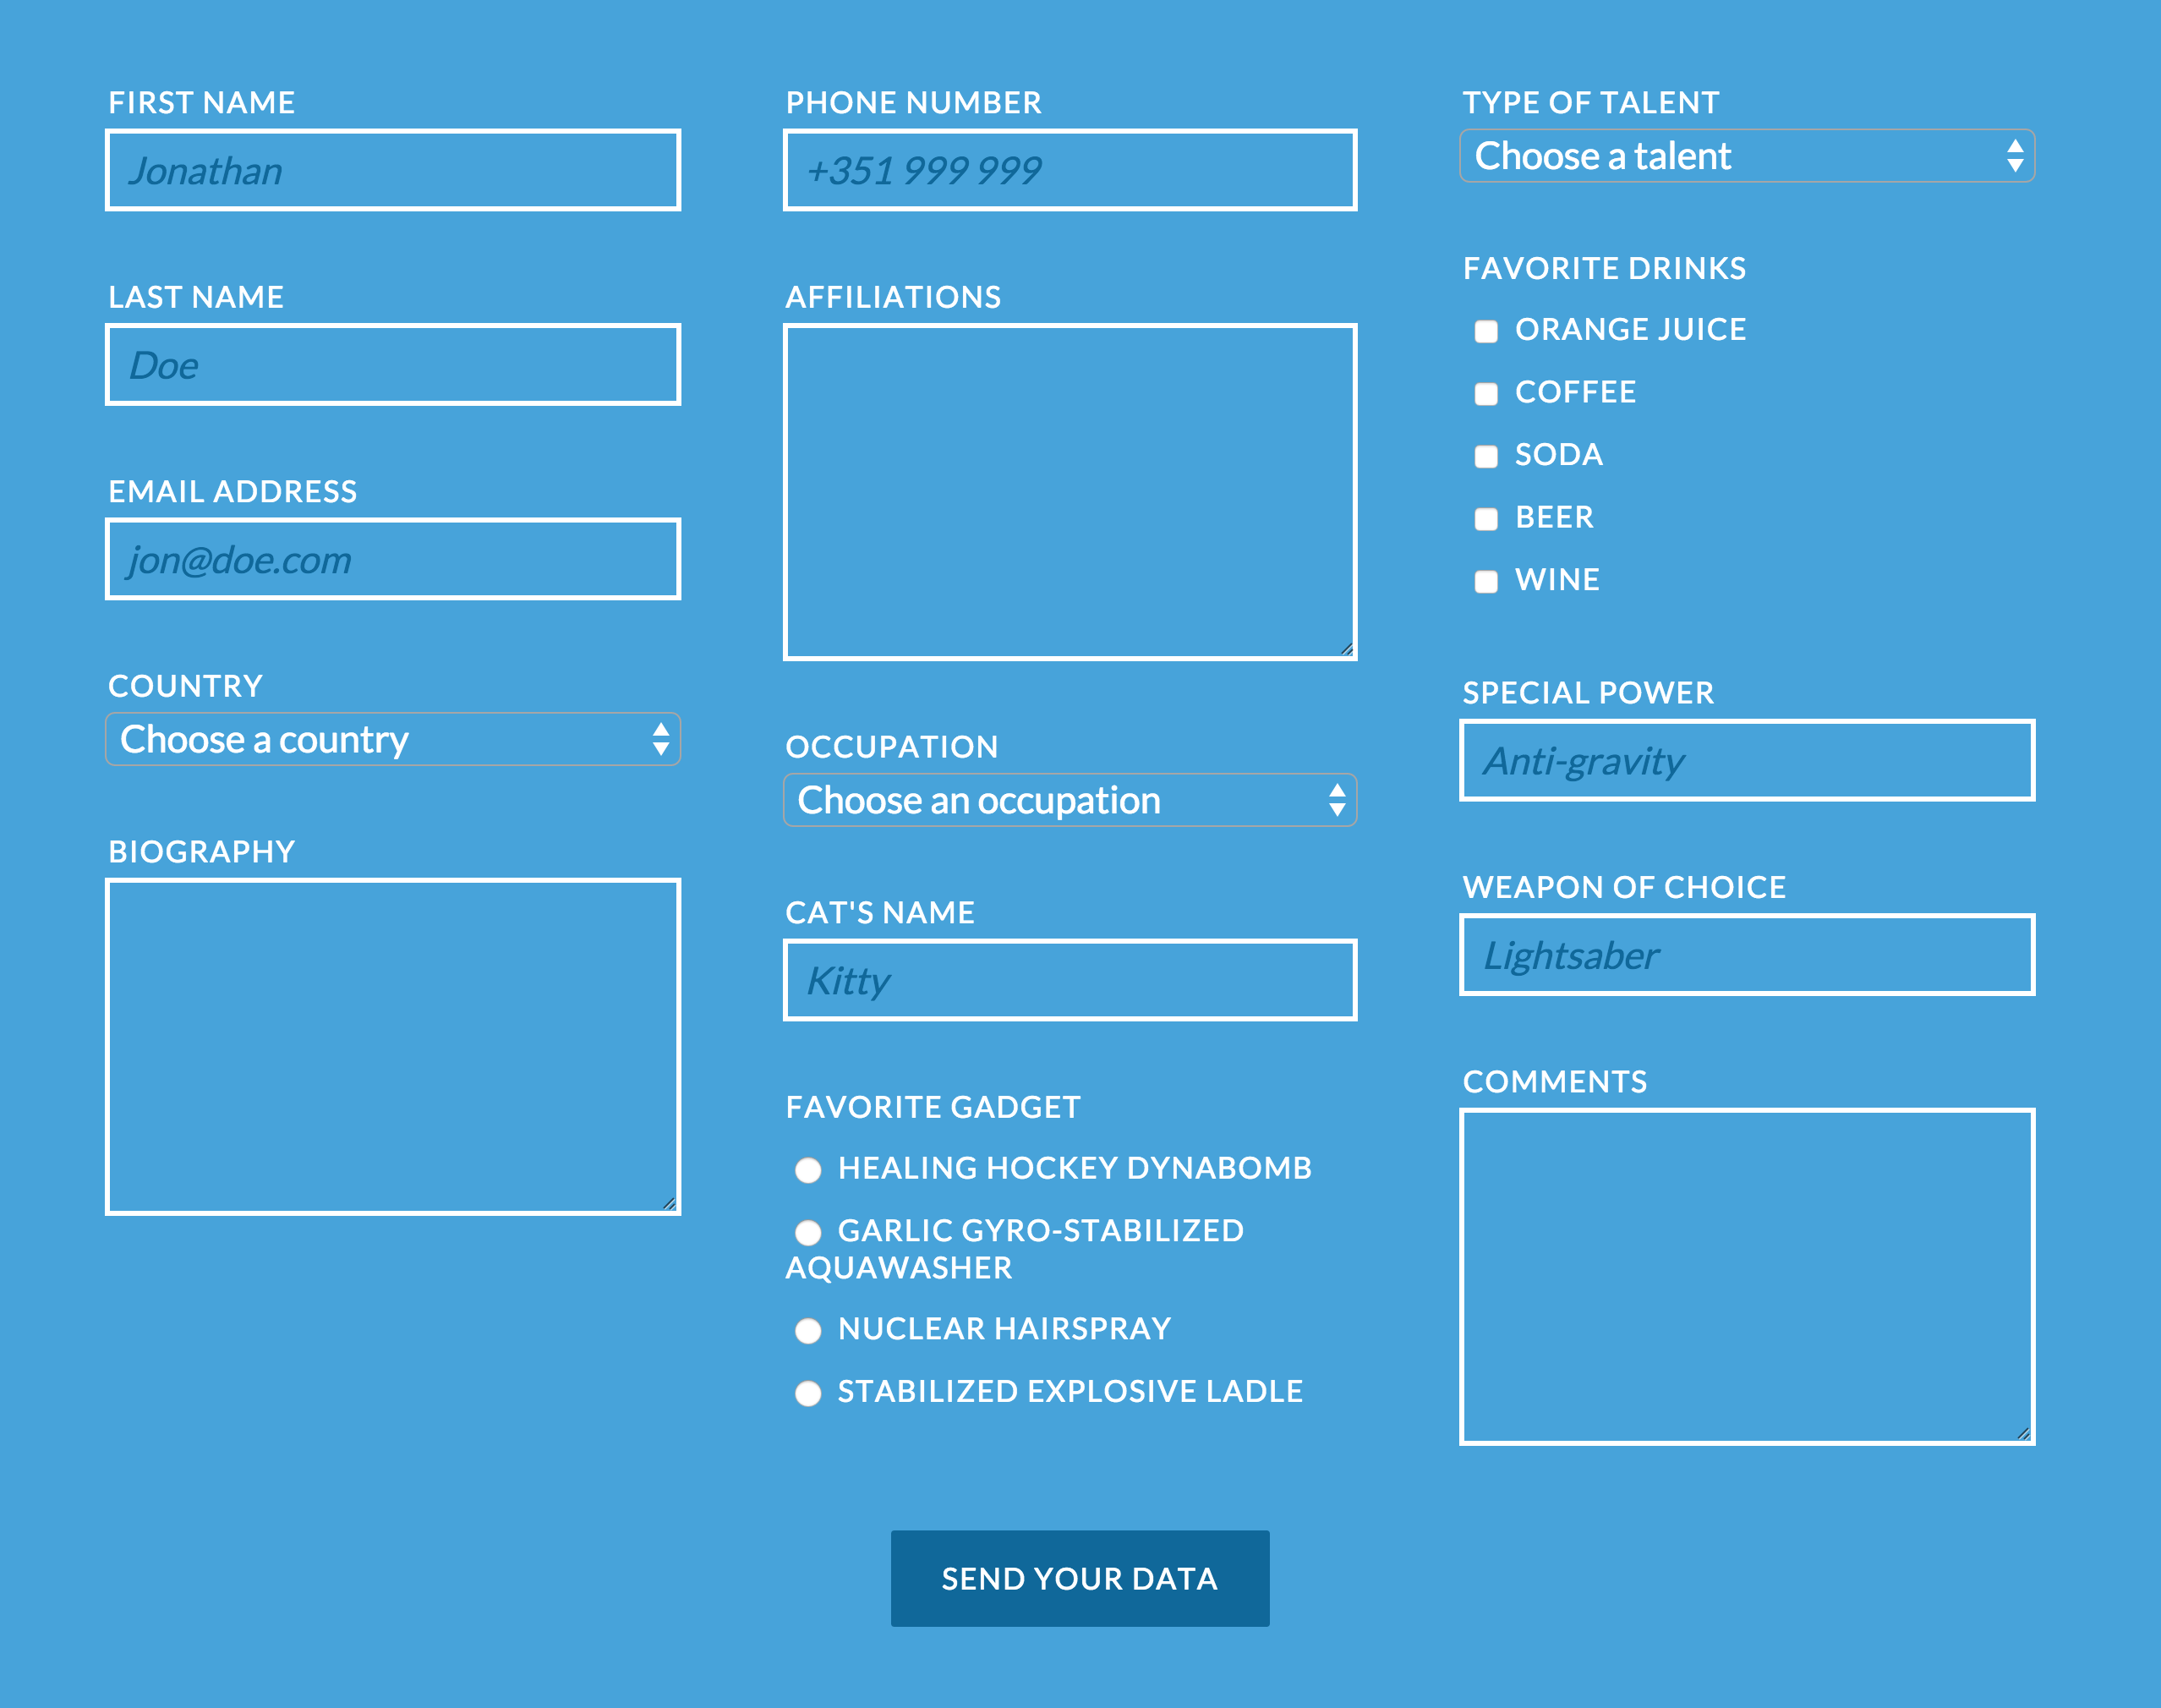 FIRST NAME
Jonathan
LAST NAME
Doe
EMAIL ADDRESS
jon@doe.com
COUNTRY
Choose a country
BIOGRAPHY
PHONE NUMBER
+351 999 999
AFFILIATIONS
OCCUPATION
Choose an occupation
CAT'S NAME
Kitty
FAVORITE GADGET
HEALING HOCKEY DYNABOMB
GARLIC GYRO-STABILIZED
AQUAWASHER
NUCLEAR HAIRSPRAY
STABILIZED EXPLOSIVE LADLE
TYPE OF TALENT
Choose a talent
FAVORITE DRINKS
ORANGE JUICE
COFFEE
SODA
BEER
WINE
SPECIAL POWER
Anti-gravity
WEAPON OF CHOICE
Lightsaber
COMMENTS
SEND YOUR DATA